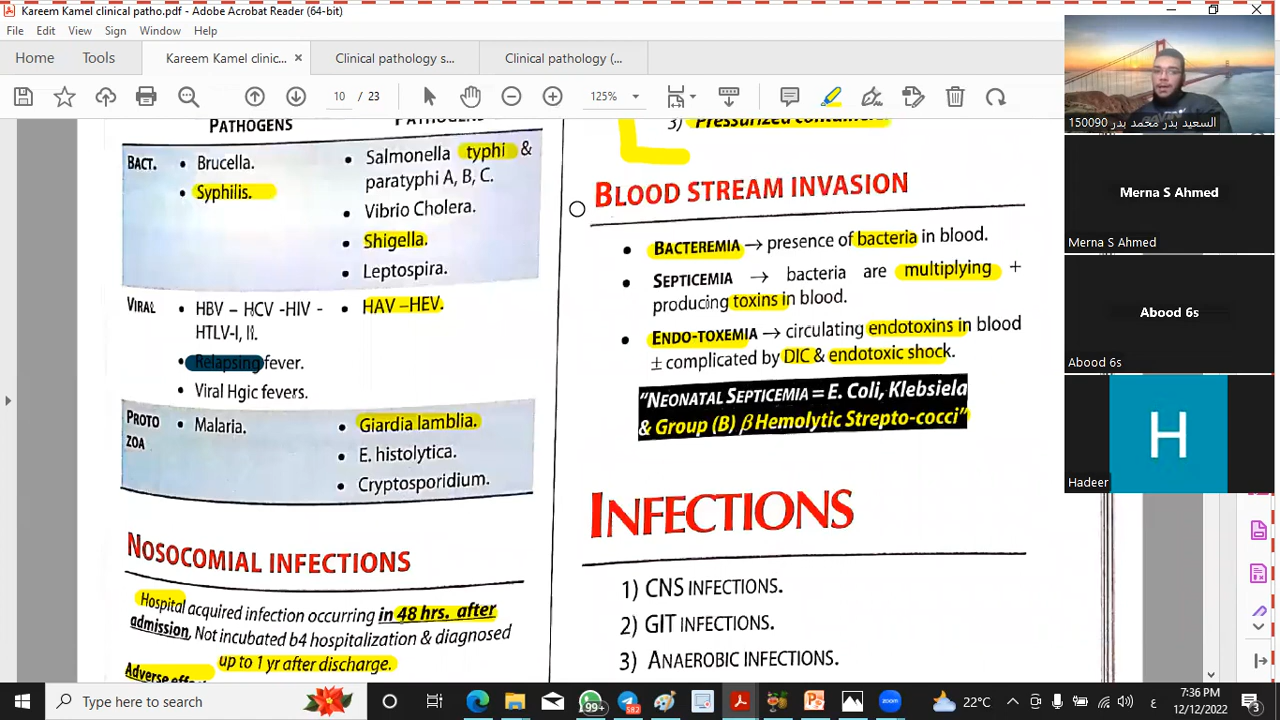 Kareem Kamel clinical patho.pdf - Adobe Acrobat Reader (64-bit)
File Edit View Sign Window Help
Home Tools Kareem Kamel clinic... × Clinical pathology s... Clinical pathology (...
10 / 23 125%
PATHOGENS
BACT.
• Brucella.
• Syphilis.
• Salmonella typhi &
paratyphi A, B, C.
• Vibrio Cholera.
• Shigella.
• Leptospira.
VIRAL
• HBV – HCV -HIV -
HTLV-I, II.
• Relapsing fever.
• Viral Hgic fevers.
• HAV –HEV.
PROTO
ZOA
• Malaria.
• Giardia lamblia.
• E. histolytica.
• Cryptosporidium.
NOSOCOMIAL INFECTIONS
Hospital acquired infection occurring in 48 hrs. after
admission, Not incubated b4 hospitalization & diagnosed
up to 1 yr after discharge.
3)
BLOOD STREAM INVASION
• BACTEREMIA → presence of bacteria in blood.
• SEPTICEMIA → bacteria are multiplying +
producing toxins in blood.
• ENDO-TOXEMIA → circulating endotoxins in blood
± complicated by DIC & endotoxic shock.
"NEONATAL SEPTICEMIA = E. Coli, Klebsiela
& Group (B) β Hemolytic Strepto-cocci"
INFECTIONS
1) CNS INFECTIONS.
2) GIT INFECTIONS.
3) ANAEROBIC INFECTIONS.
السعيد بدر محمد بدر 150090
Merna S Ahmed
Merna S Ahmed
Abood 6s
Abood 6s
H
Hadeer
Type here to search
99+
582
zoom
22°C
ع
7:36 PM
12/12/2022
3